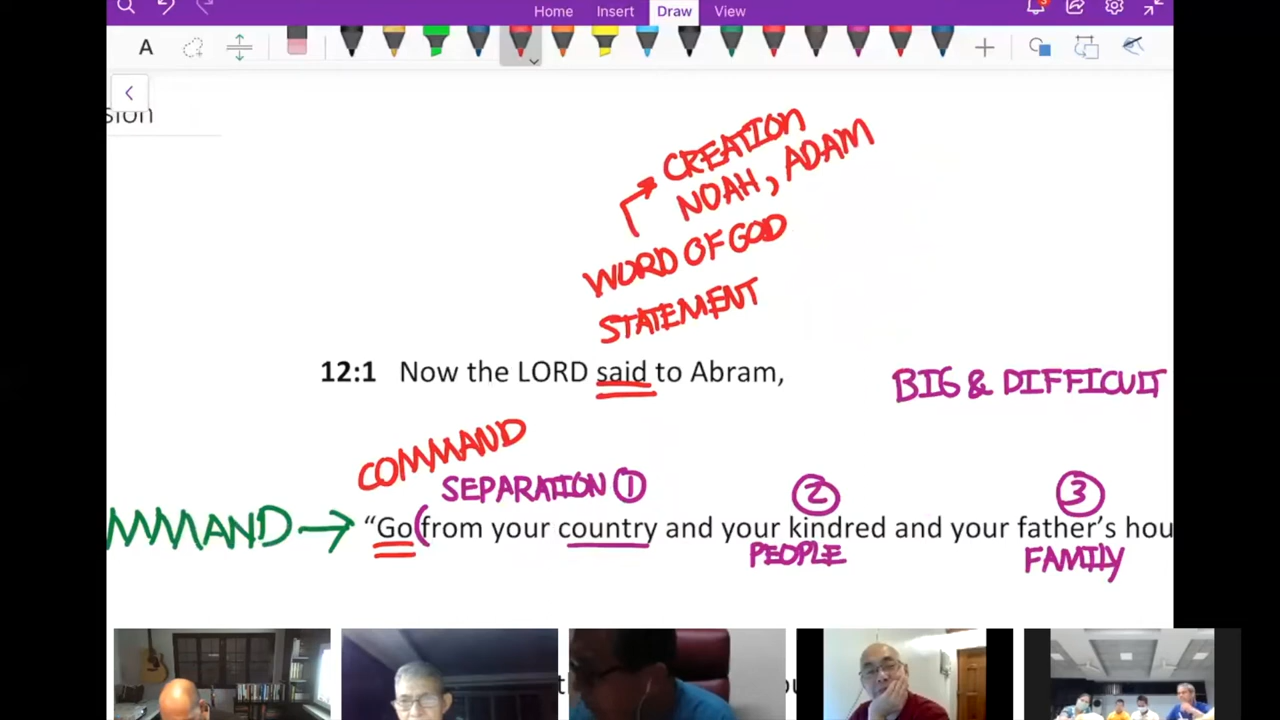 Home Insert Draw View
A
sion
CREATION
NOAH, ADAM
WORD OF GOD
STATEMENT
12:1 Now the LORD said to Abram,
BIG & DIFFICULT
COMMAND
SEPARATION ① ② ③
MMAND → “Go (from your country and your kindred and your father’s hou
PEOPLE FAMILY